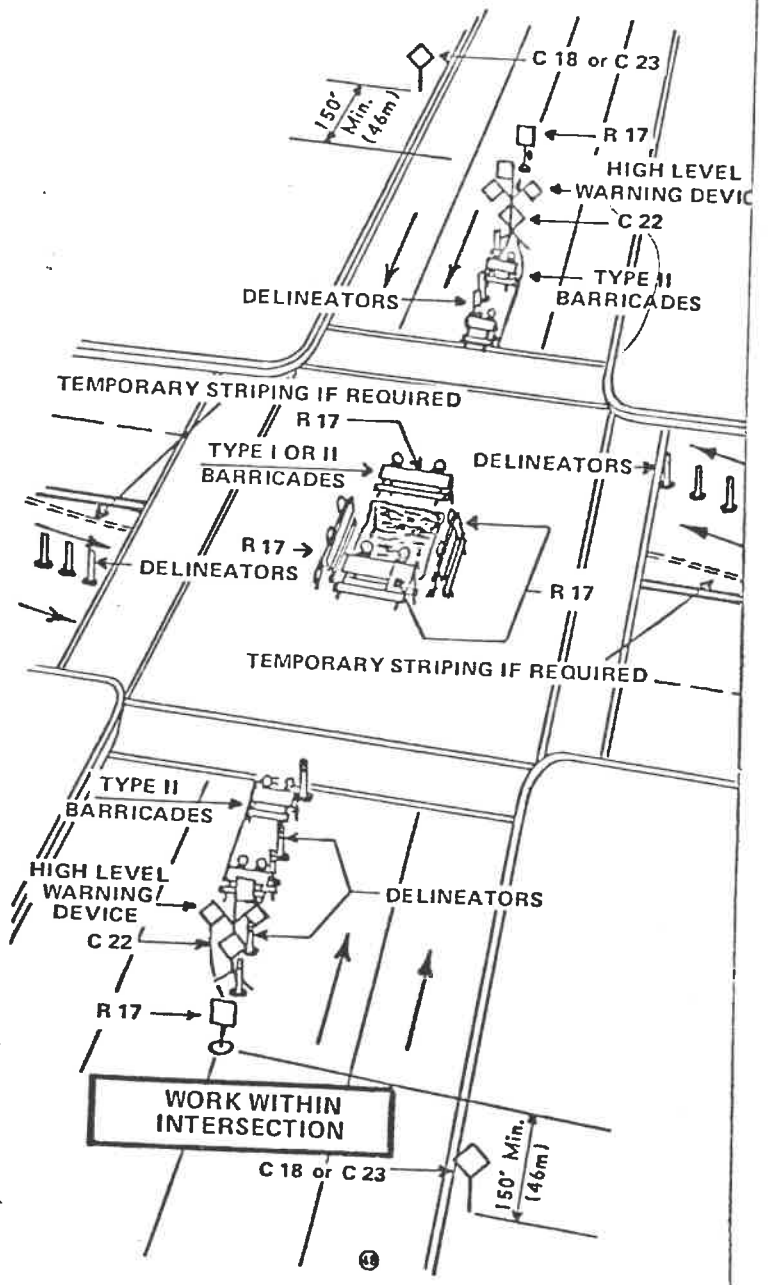 C 18 or C 23
150" Min.
(46m)
R 17
HIGH LEVEL
WARNING DEVIC
C 22
DELINEATORS
TYPE II
BARRICADES
TEMPORARY STRIPING IF REQUIRED
R 17
TYPE I OR II
BARRICADES
DELINEATORS
R 17
DELINEATORS
R 17
TEMPORARY STRIPING IF REQUIRED
TYPE II
BARRICADES
HIGH LEVEL
WARNING
DEVICE
DELINEATORS
C 22
R 17
WORK WITHIN
INTERSECTION
C 18 or C 23
150" Min.
(46m)